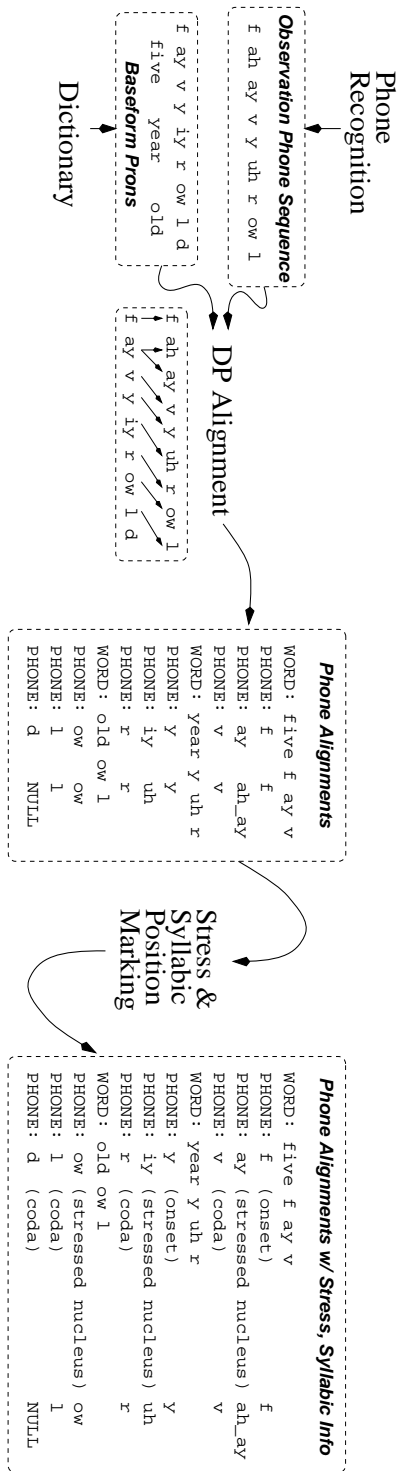 Phone
Recognition
Observation Phone Sequence
f ah ay v y uh r ow l
f ay v y iy r ow l d
five year old
Baseform Prons
Dictionary
DP Alignment
f ah ay v y uh r ow l
f ay v y iy r ow l d
Phone Alignments
WORD: five f ay v
PHONE: f f
PHONE: ay ah_ay
PHONE: v v
WORD: year y uh r
PHONE: y y
PHONE: iy uh
PHONE: r r
WORD: old ow l
PHONE: ow ow
PHONE: l l
PHONE: d NULL
Stress &
Syllabic
Position
Marking
Phone Alignments w/ Stress, Syllabic Info
WORD: five f ay v
PHONE: f (onset) f
PHONE: ay (stressed nucleus) ah_ay
PHONE: v (coda) v
WORD: year y uh r
PHONE: y (onset) y
PHONE: iy (stressed nucleus) uh
PHONE: r (coda) r
WORD: old ow l
PHONE: ow (stressed nucleus) ow
PHONE: l (coda) l
PHONE: d (coda) NULL